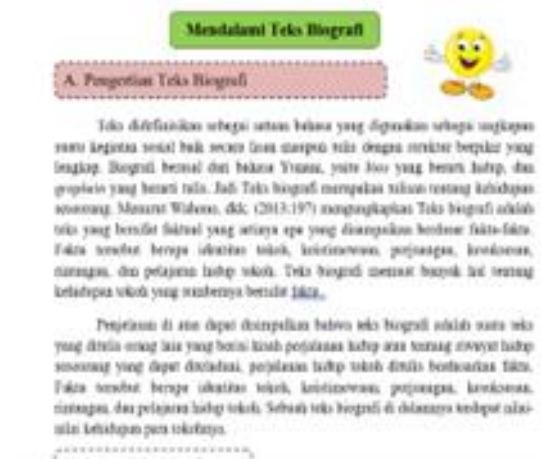 Mendalami Teks Biografi
A. Pengertian Teks Biografi
Teks didefinisikan sebagai satuan bahasa yang digunakan sebagai ungkapan
suatu kegiatan sosial baik secara lisan maupun tulis dengan struktur berpikir yang
lengkap. Biografi berasal dari bahasa Yunani, yaitu bios yang berarti hidup, dan
graphein yang berarti tulis. Jadi Teks biografi merupakan tulisan tentang kehidupan
seseorang. Menurut Wahono, dkk. (2013:197) mengungkapkan Teks biografi adalah
teks yang bersifat faktual yang artinya apa yang disampaikan berdasar fakta-fakta.
Fakta tersebut berupa identitas tokoh, keistimewaan, perjuangan, kesuksesan,
rintangan, dan pelajaran hidup tokoh. Teks biografi memuat banyak hal tentang
kehidupan tokoh yang sumbernya bersifat fakta.
Penjelasan di atas dapat disimpulkan bahwa teks biografi adalah suatu teks
yang ditulis orang lain yang berisi kisah perjalanan hidup atau tentang riwayat hidup
seseorang yang dapat diteladani, perjalanan hidup tokoh ditulis berdasarkan fakta.
Fakta tersebut berupa identitas tokoh, keistimewaan, perjuangan, kesuksesan,
rintangan, dan pelajaran hidup tokoh. Sebuah teks biografi di dalamnya terdapat nilai-
nilai kehidupan para tokohnya.